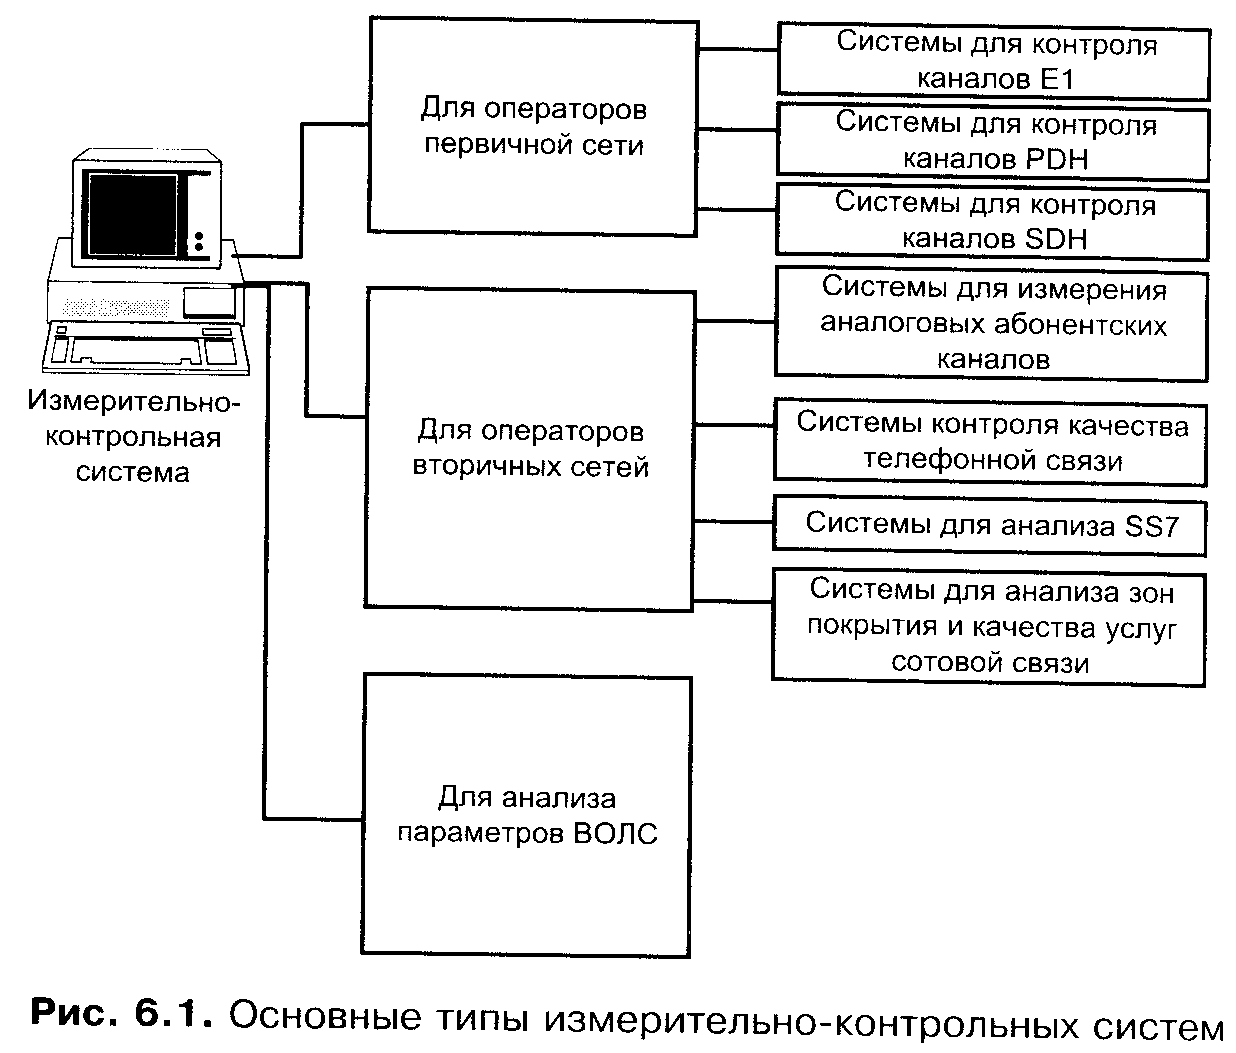 Для операторов
первичной сети
Системы для контроля
каналов E1
Системы для контроля
каналов PDH
Системы для контроля
каналов SDH
Измерительно-
контрольная
система
Для операторов
вторичных сетей
Системы для измерения
аналоговых абонентских
каналов
Системы контроля качества
телефонной связи
Системы для анализа SS7
Системы для анализа зон
покрытия и качества услуг
сотовой связи
Для анализа
параметров ВОЛС
Рис. 6.1. Основные типы измерительно-контрольных систем